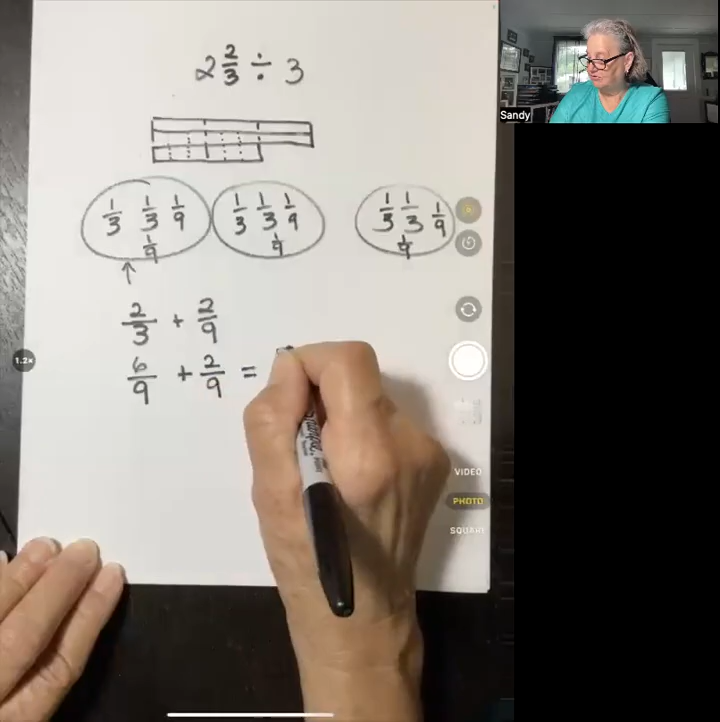 2 2/3 ÷ 3
Sandy
1/3 1/3 1/9 1/3 1/3 1/9 1/3 1/3 1/9
1/9 1/9 1/9
2/3 + 2/9
1.2×
6/9 + 2/9 =
Sharpie
VIDEO
PHOTO
SQUARE